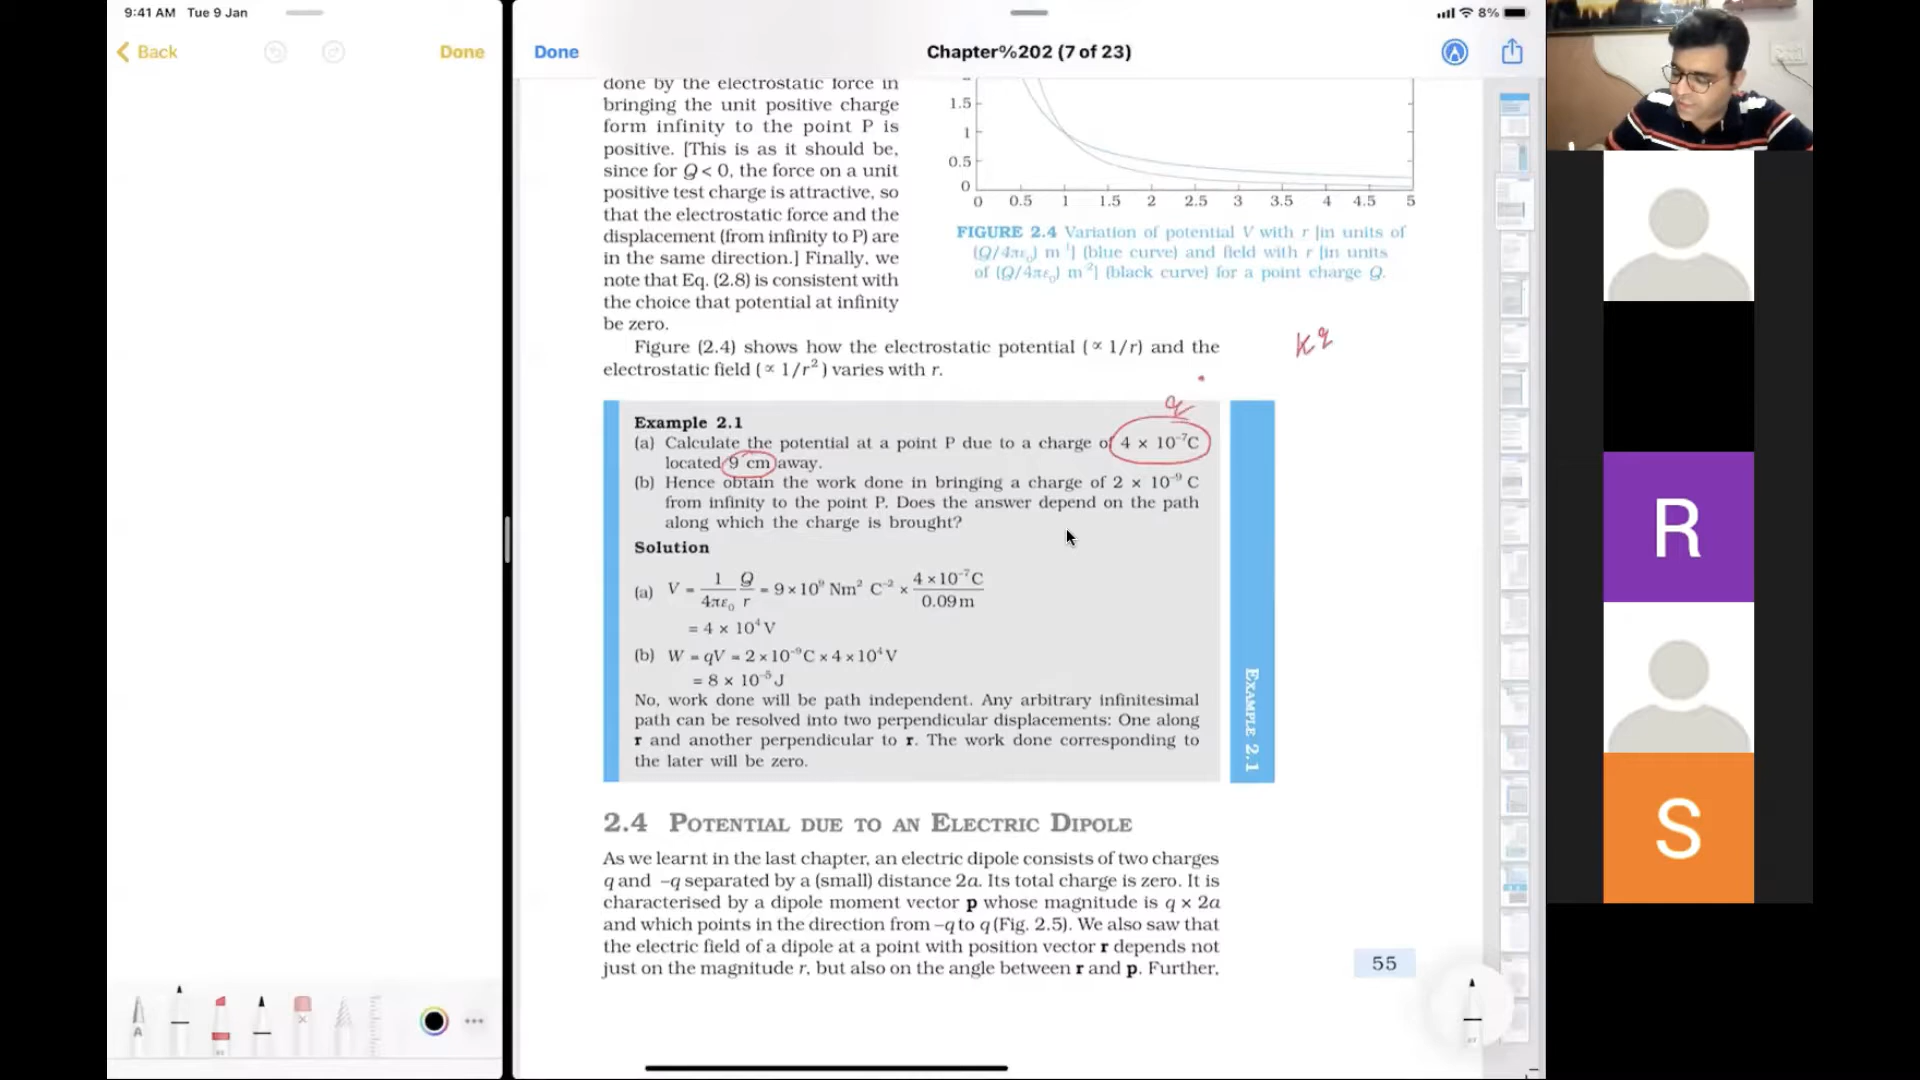 9:41 AM Tue 9 Jan
8%
Back
Done
Done
Chapter%202 (7 of 23)
done by the electrostatic force in
bringing the unit positive charge
form infinity to the point P is
positive. [This is as it should be,
since for Q < 0, the force on a unit
positive test charge is attractive, so
that the electrostatic force and the
displacement (from infinity to P) are
in the same direction.] Finally, we
note that Eq. (2.8) is consistent with
the choice that potential at infinity
be zero.
1.5
1
0.5
0
0 0.5 1 1.5 2 2.5 3 3.5 4 4.5 5
FIGURE 2.4 Variation of potential V with r [in units of
(Q/4πε₀) m⁻¹] (blue curve) and field with r [in units
of (Q/4πε₀) m⁻²] (black curve) for a point charge Q.
Figure (2.4) shows how the electrostatic potential ( ∝ 1/r) and the
electrostatic field ( ∝ 1/r² ) varies with r.
Kq
q
Example 2.1
(a) Calculate the potential at a point P due to a charge of 4 × 10⁻⁷C
located 9 cm away.
(b) Hence obtain the work done in bringing a charge of 2 × 10⁻⁹ C
from infinity to the point P. Does the answer depend on the path
along which the charge is brought?
Solution
(a) V = 1/4πε₀ Q/r = 9 × 10⁹ Nm² C⁻² × 4 × 10⁻⁷C/0.09 m
= 4 × 10⁴ V
(b) W = qV = 2 × 10⁻⁹C × 4 × 10⁴V
= 8 × 10⁻⁵ J
No, work done will be path independent. Any arbitrary infinitesimal
path can be resolved into two perpendicular displacements: One along
r and another perpendicular to r. The work done corresponding to
the later will be zero.
EXAMPLE 2.1
2.4 POTENTIAL DUE TO AN ELECTRIC DIPOLE
As we learnt in the last chapter, an electric dipole consists of two charges
q and –q separated by a (small) distance 2a. Its total charge is zero. It is
characterised by a dipole moment vector p whose magnitude is q × 2a
and which points in the direction from –q to q (Fig. 2.5). We also saw that
the electric field of a dipole at a point with position vector r depends not
just on the magnitude r, but also on the angle between r and p. Further,
55
R
S
A